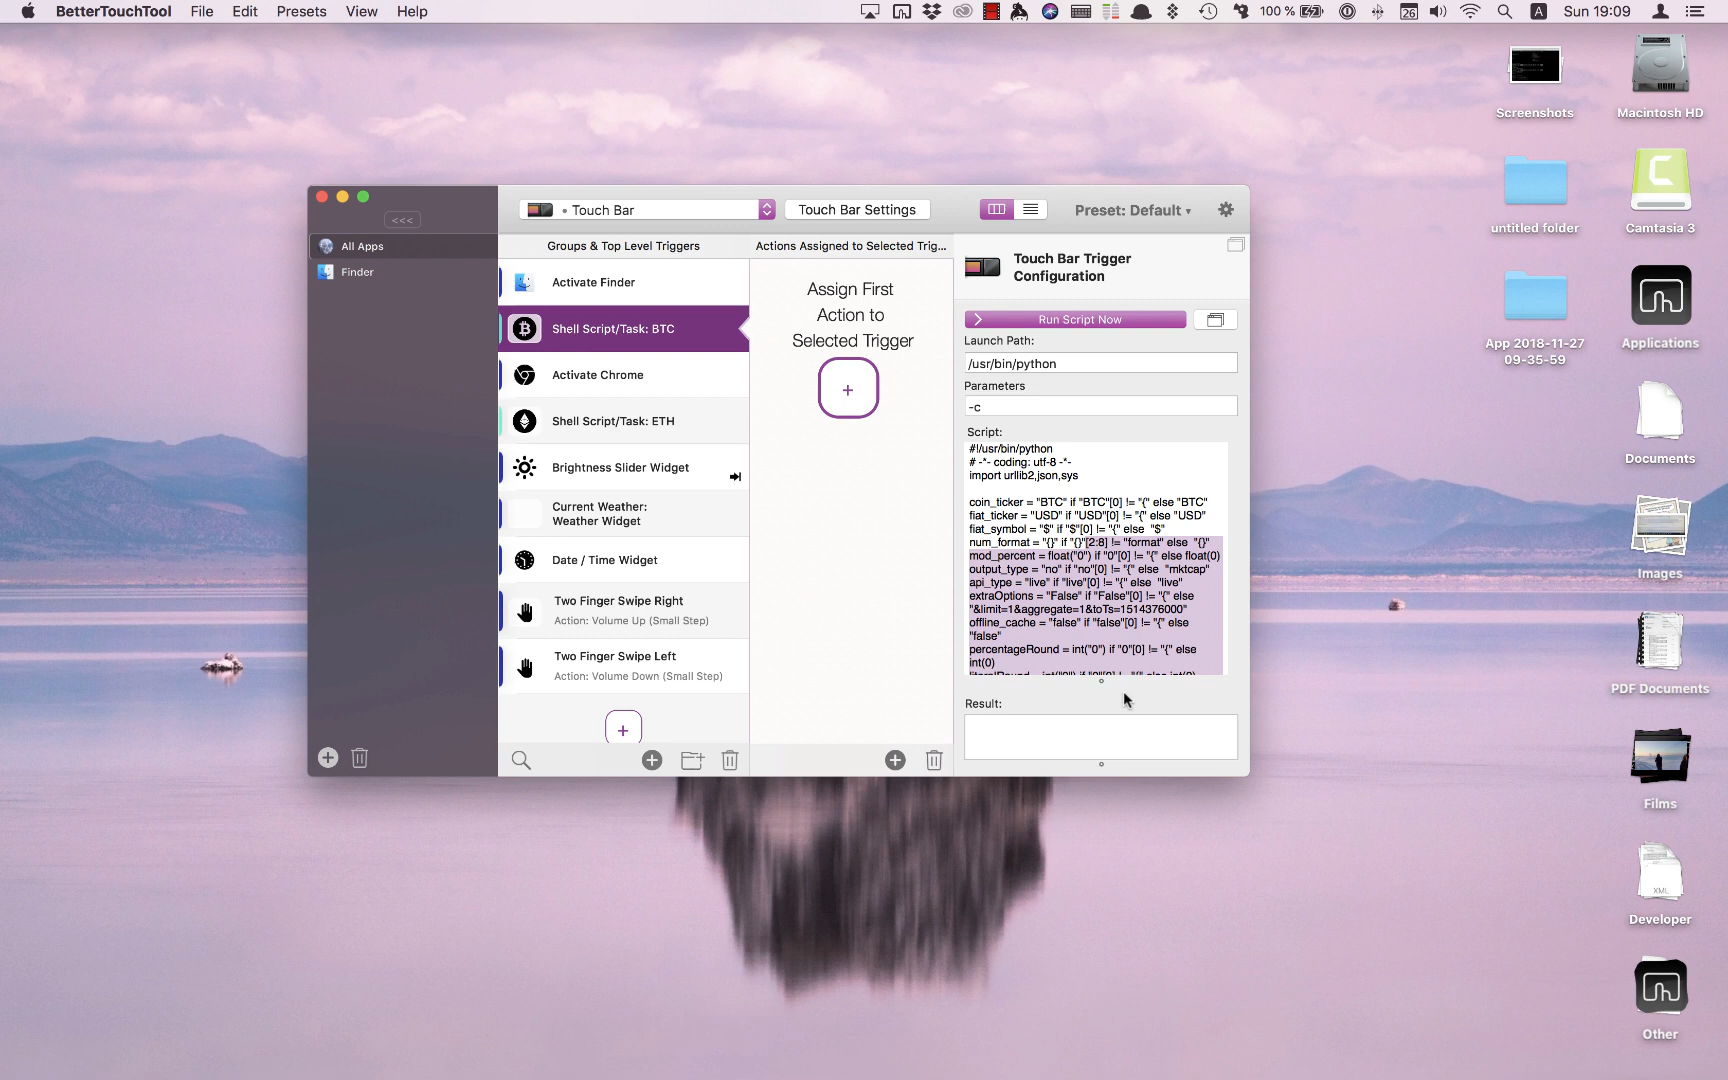 BetterTouchTool File Edit Presets View Help
100 % 26 A Sun 19:09
Screenshots
Macintosh HD
untitled folder
Camtasia 3
App 2018-11-27
09-35-59
Applications
Documents
Images
PDF Documents
Films
XML
Developer
Other
<<<
All Apps
Finder
• Touch Bar
Touch Bar Settings
Preset: Default ▾
Groups & Top Level Triggers
Activate Finder
Shell Script/Task: BTC
Activate Chrome
Shell Script/Task: ETH
Brightness Slider Widget
Current Weather:
Weather Widget
Date / Time Widget
Two Finger Swipe Right
Action: Volume Up (Small Step)
Two Finger Swipe Left
Action: Volume Down (Small Step)
Actions Assigned to Selected Trig...
Assign First
Action to
Selected Trigger
Touch Bar Trigger
Configuration
Run Script Now
Launch Path:
/usr/bin/python
Parameters
-c
Script:
#!/usr/bin/python
# -*- coding: utf-8 -*-
import urllib2,json,sys
coin_ticker = "BTC" if "BTC"[0] != "{" else "BTC"
fiat_ticker = "USD" if "USD"[0] != "{" else "USD"
fiat_symbol = "$" if "$"[0] != "{" else "$"
num_format = "{}" if "{}"[2:8] != "format" else "{}"
mod_percent = float("0") if "0"[0] != "{" else float(0)
output_type = "no" if "no"[0] != "{" else "mktcap"
api_type = "live" if "live"[0] != "{" else "live"
extraOptions = "False" if "False"[0] != "{" else
"&limit=1&aggregate=1&toTs=1514376000"
offline_cache = "false" if "false"[0] != "{" else
"false"
percentageRound = int("0") if "0"[0] != "{" else
int(0)
Result: